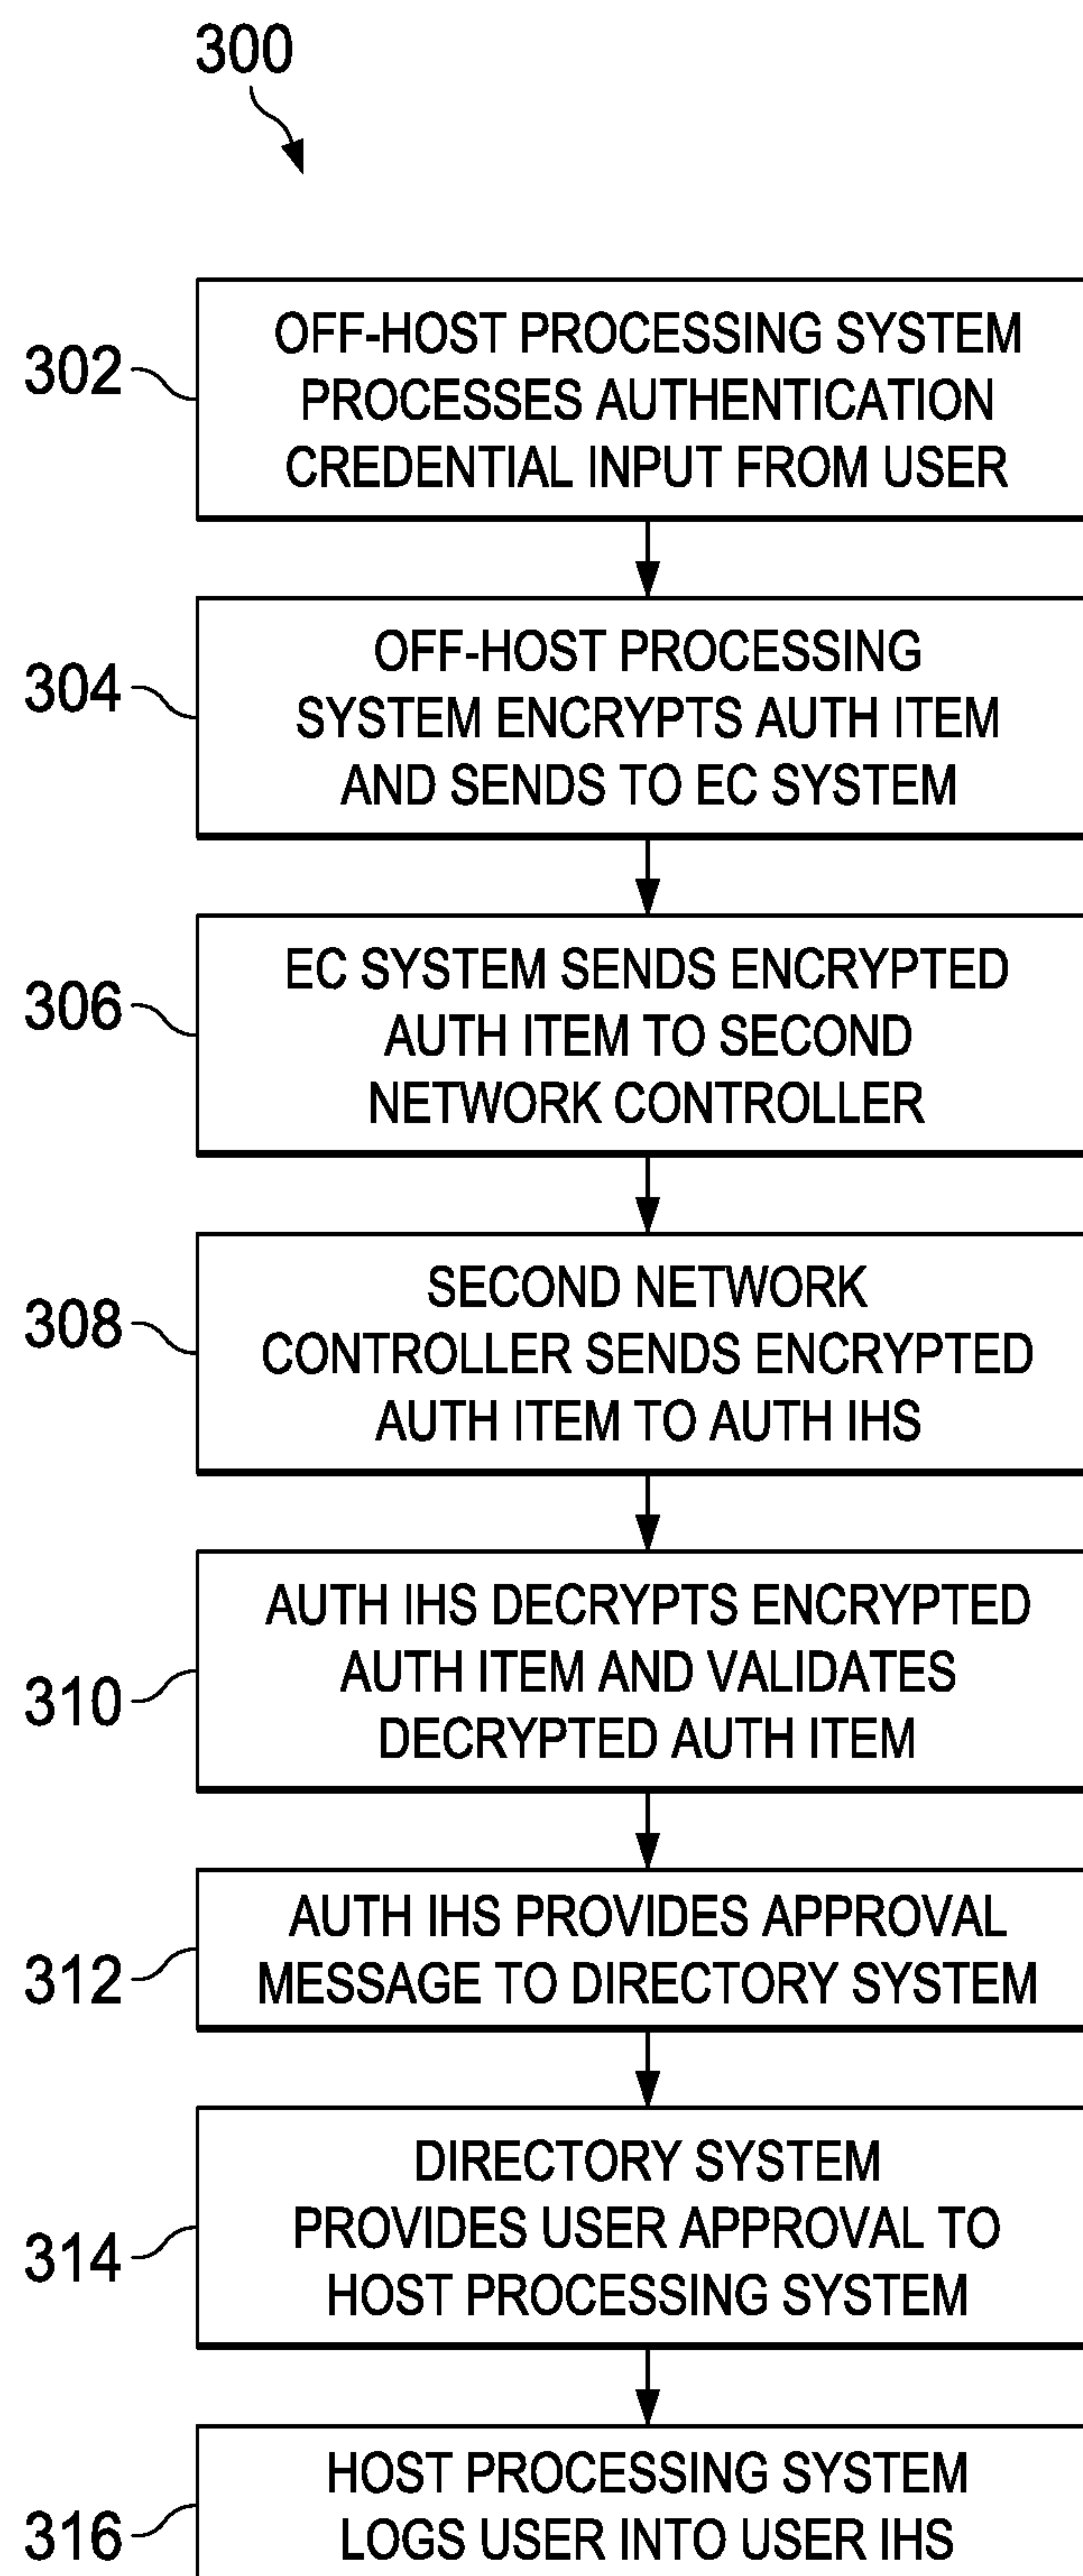 300
302
OFF-HOST PROCESSING SYSTEM
PROCESSES AUTHENTICATION
CREDENTIAL INPUT FROM USER
304
OFF-HOST PROCESSING
SYSTEM ENCRYPTS AUTH ITEM
AND SENDS TO EC SYSTEM
306
EC SYSTEM SENDS ENCRYPTED
AUTH ITEM TO SECOND
NETWORK CONTROLLER
308
SECOND NETWORK
CONTROLLER SENDS ENCRYPTED
AUTH ITEM TO AUTH IHS
310
AUTH IHS DECRYPTS ENCRYPTED
AUTH ITEM AND VALIDATES
DECRYPTED AUTH ITEM
312
AUTH IHS PROVIDES APPROVAL
MESSAGE TO DIRECTORY SYSTEM
314
DIRECTORY SYSTEM
PROVIDES USER APPROVAL TO
HOST PROCESSING SYSTEM
316
HOST PROCESSING SYSTEM
LOGS USER INTO USER IHS